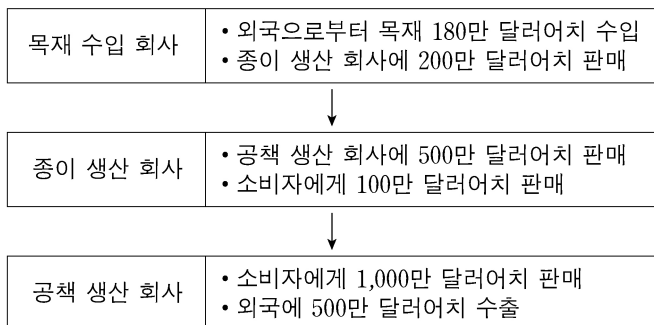 목재 수입 회사
• 외국으로부터 목재 180만 달러어치 수입
• 종이 생산 회사에 200만 달러어치 판매
종이 생산 회사
• 공책 생산 회사에 500만 달러어치 판매
• 소비자에게 100만 달러어치 판매
공책 생산 회사
• 소비자에게 1,000만 달러어치 판매
• 외국에 500만 달러어치 수출